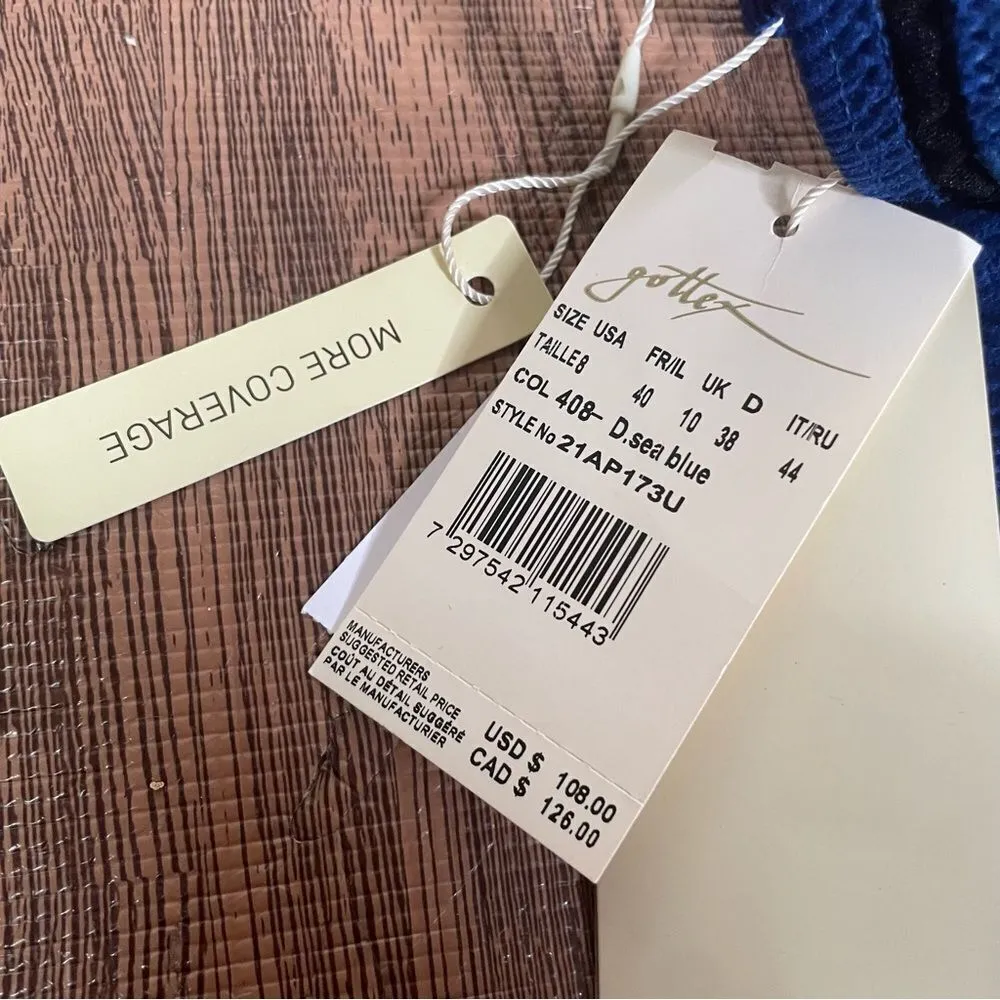 MORE COVERAGE
gottex
SIZE USA FR/IL UK D IT/RU
TAILLE 8 40 10 38 44
COL 408- D.sea blue
STYLE No 21AP173U
7 297542 115443
MANUFACTURERS
SUGGESTED RETAIL PRICE
COÛT AU DÉTAIL SUGGÉRÉ
PAR LE MANUFACTURIER
USD $ 108.00
CAD $ 126.00